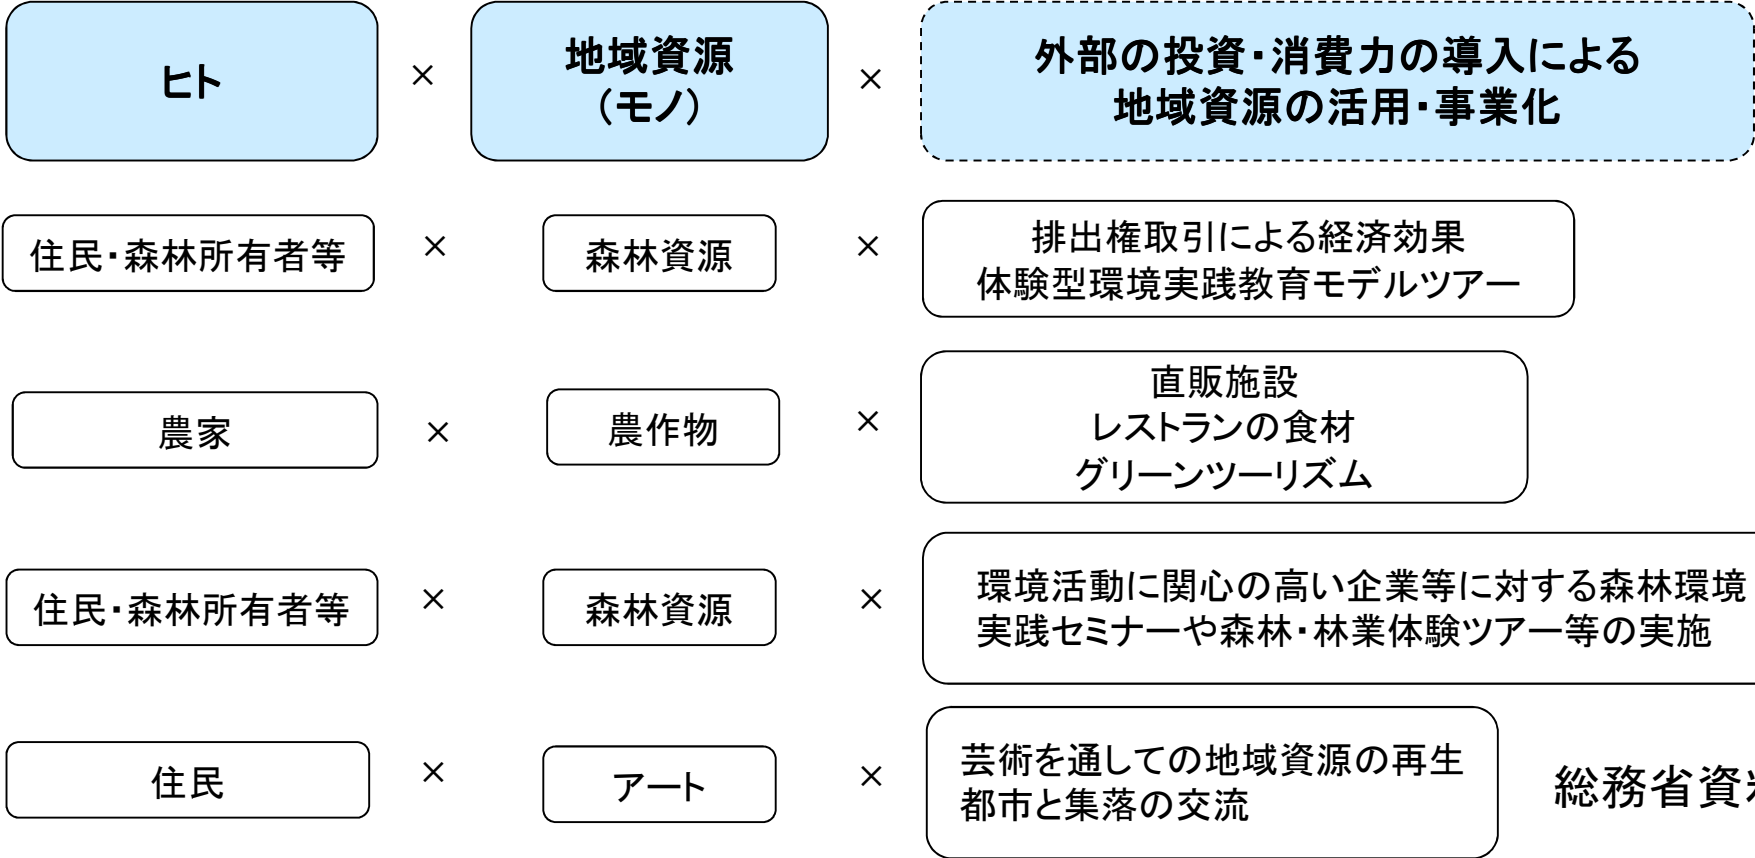 ヒト
×
地域資源
(モノ)
×
外部の投資・消費力の導入による
地域資源の活用・事業化
住民・森林所有者等
×
森林資源
×
排出権取引による経済効果
体験型環境実践教育モデルツアー
農家
×
農作物
×
直販施設
レストランの食材
グリーンツーリズム
住民・森林所有者等
×
森林資源
×
環境活動に関心の高い企業等に対する森林環境
実践セミナーや森林・林業体験ツアー等の実施
住民
×
アート
×
芸術を通しての地域資源の再生
都市と集落の交流
総務省資